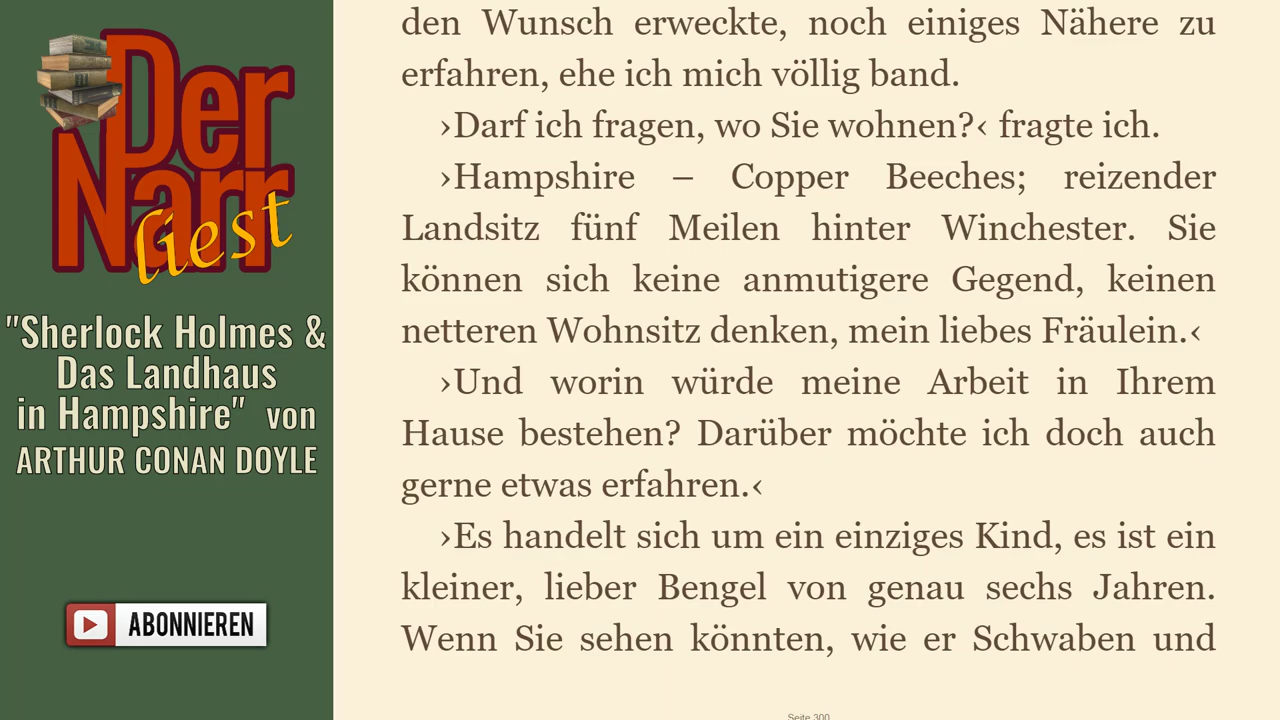 Der
Narr
liest
"Sherlock Holmes &
Das Landhaus
in Hampshire" von
ARTHUR CONAN DOYLE
ABONNIEREN
den Wunsch erweckte, noch einiges Nähere zu
erfahren, ehe ich mich völlig band.
›Darf ich fragen, wo Sie wohnen?‹ fragte ich.
›Hampshire – Copper Beeches; reizender
Landsitz fünf Meilen hinter Winchester. Sie
können sich keine anmutigere Gegend, keinen
netteren Wohnsitz denken, mein liebes Fräulein.‹
›Und worin würde meine Arbeit in Ihrem
Hause bestehen? Darüber möchte ich doch auch
gerne etwas erfahren.‹
›Es handelt sich um ein einziges Kind, es ist ein
kleiner, lieber Bengel von genau sechs Jahren.
Wenn Sie sehen könnten, wie er Schwaben und
Seite 300